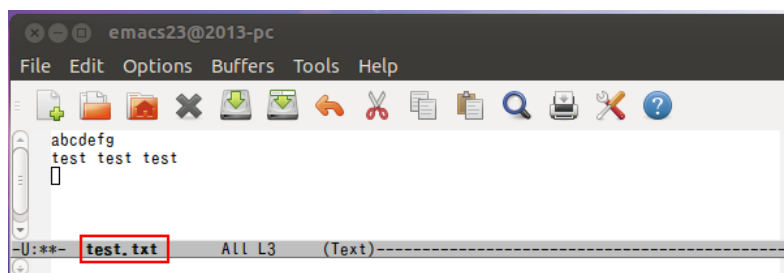 emacs23@2013-pc
File Edit Options Buffers Tools Help
abcdefg
test test test
-U:**- test.txt All L3 (Text)------------------------------------------------------